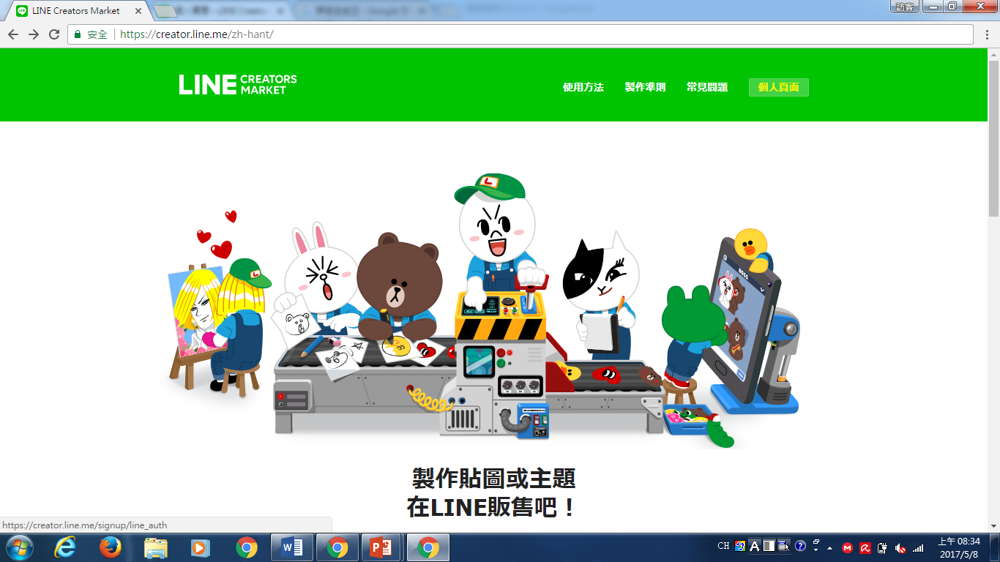 LINE Creators Market
訪客
安全 https://creator.line.me/zh-hant/
LINE CREATORS MARKET
使用方法 製作準則 常見問題 個人頁面
BOSS
製作貼圖或主題
在LINE販售吧！
https://creator.line.me/signup/line_auth
CH
上午 08:34
2017/5/8